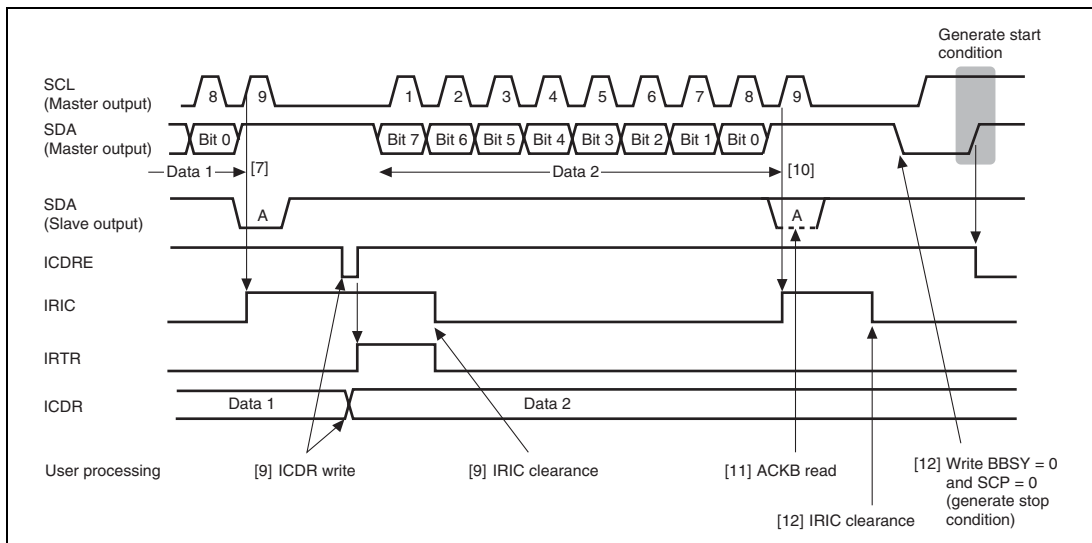 Generate start
condition
SCL
(Master output)
8 9 1 2 3 4 5 6 7 8 9
SDA
(Master output)
Bit 0 Bit 7 Bit 6 Bit 5 Bit 4 Bit 3 Bit 2 Bit 1 Bit 0
Data 1 [7] Data 2 [10]
SDA
(Slave output)
A A
ICDRE
IRIC
IRTR
ICDR
Data 1 Data 2
User processing
[9] ICDR write
[9] IRIC clearance
[11] ACKB read
[12] IRIC clearance
[12] Write BBSY = 0
and SCP = 0
(generate stop
condition)